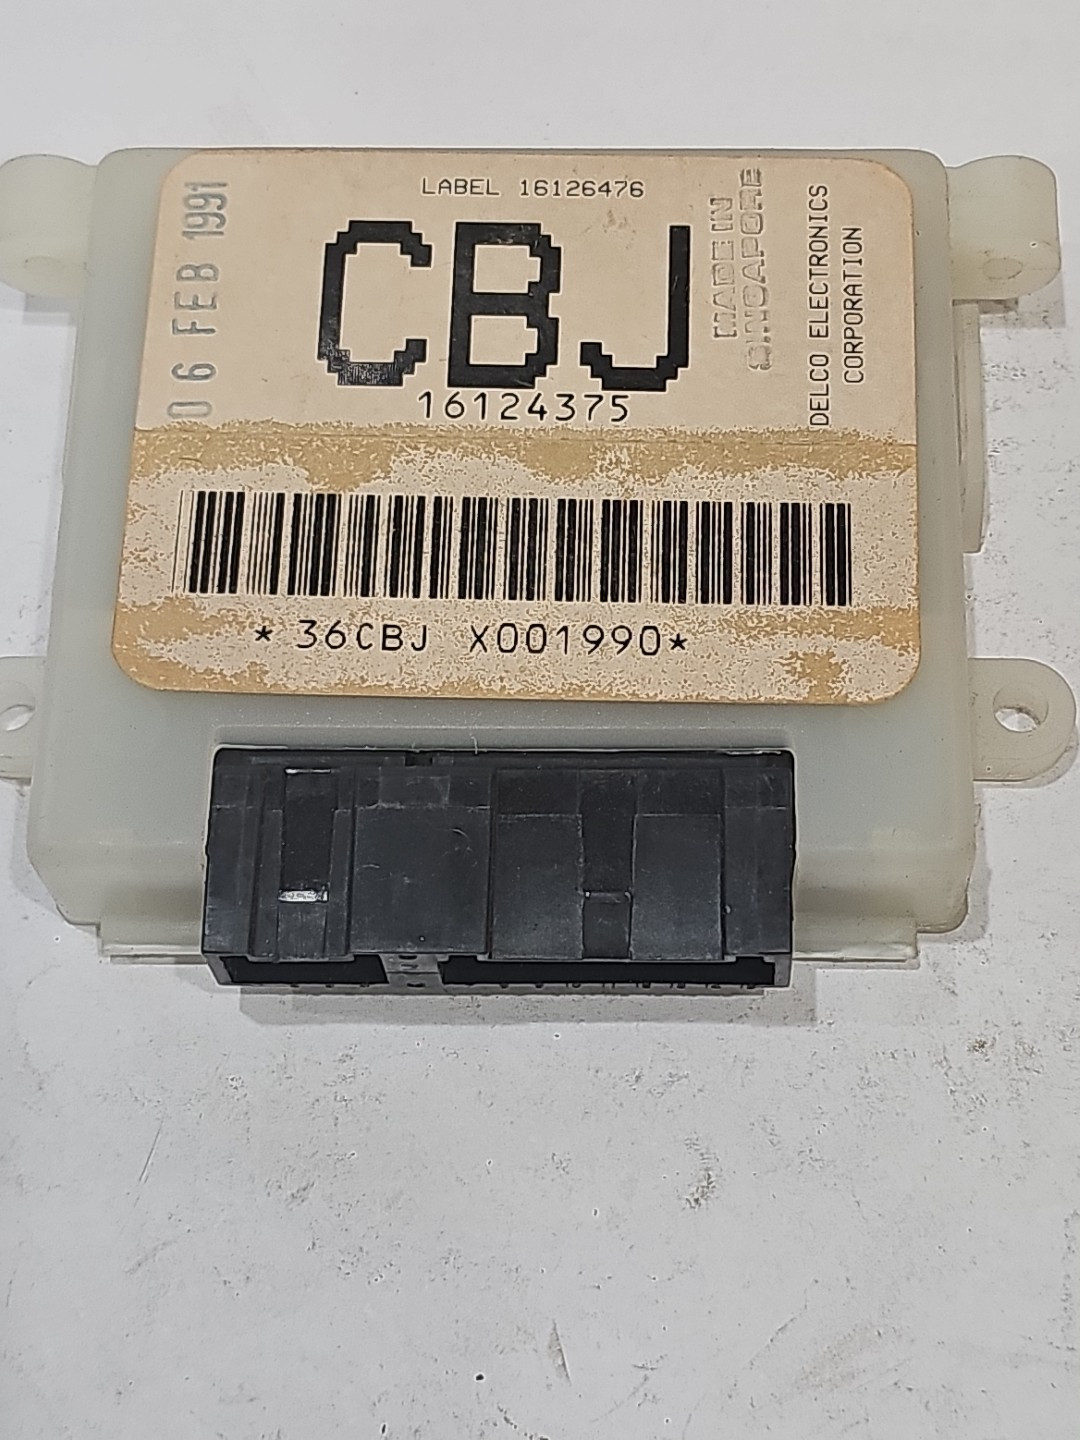 LABEL 16126476
CBJ
16124375
06 FEB 1991
MADE IN
SINGAPORE
DELCO ELECTRONICS
CORPORATION
* 36CBJ X001990*